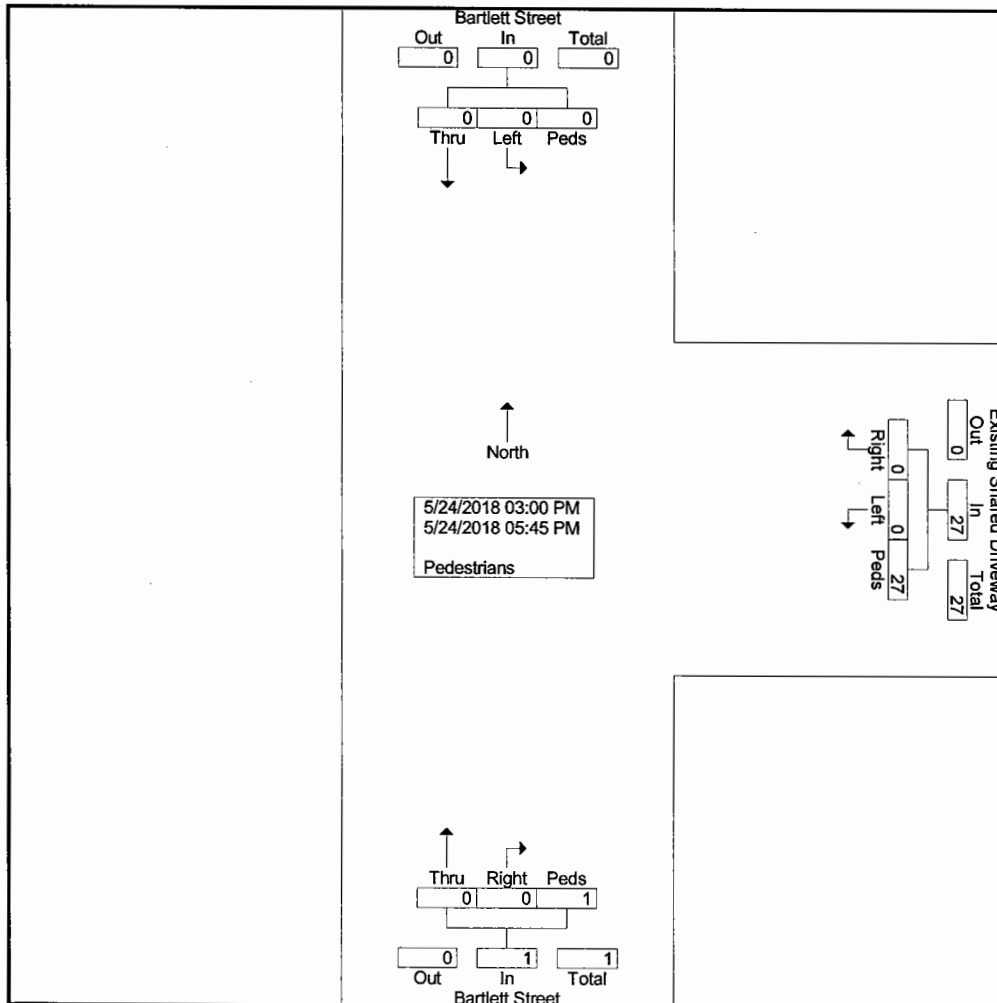 Bartlett Street
Out In Total
0 0 0
0 0 0
Thru Left Peds
North
5/24/2018 03:00 PM
5/24/2018 05:45 PM
Pedestrians
Existing Shared Driveway
Out In Total
0 27 27
0 0 27
Right Left Peds
Thru Right Peds
0 0 1
0 1 1
Out In Total
Bartlett Street